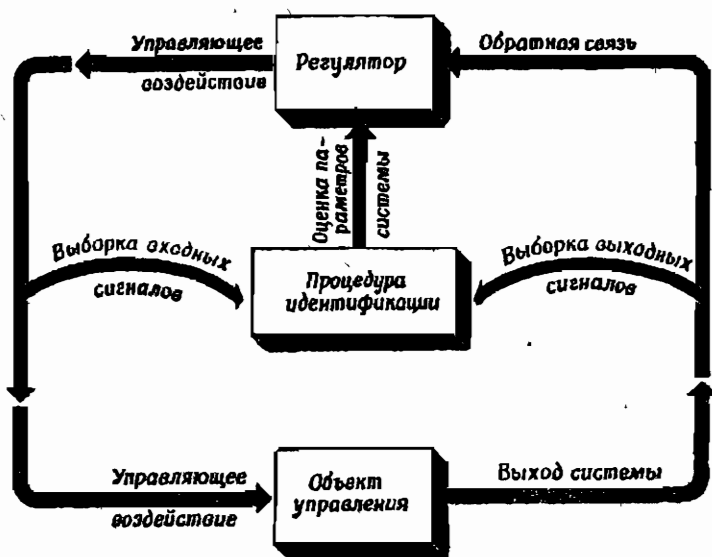 Управляющее
воздействие
Регулятор
Обратная связь
Оценка па-
раметров
системы
Выборка входных
сигналов
Процедура
идентификации
Выборка выходных
сигналов
Управляющее
воздействие
Объект
управления
Выход системы